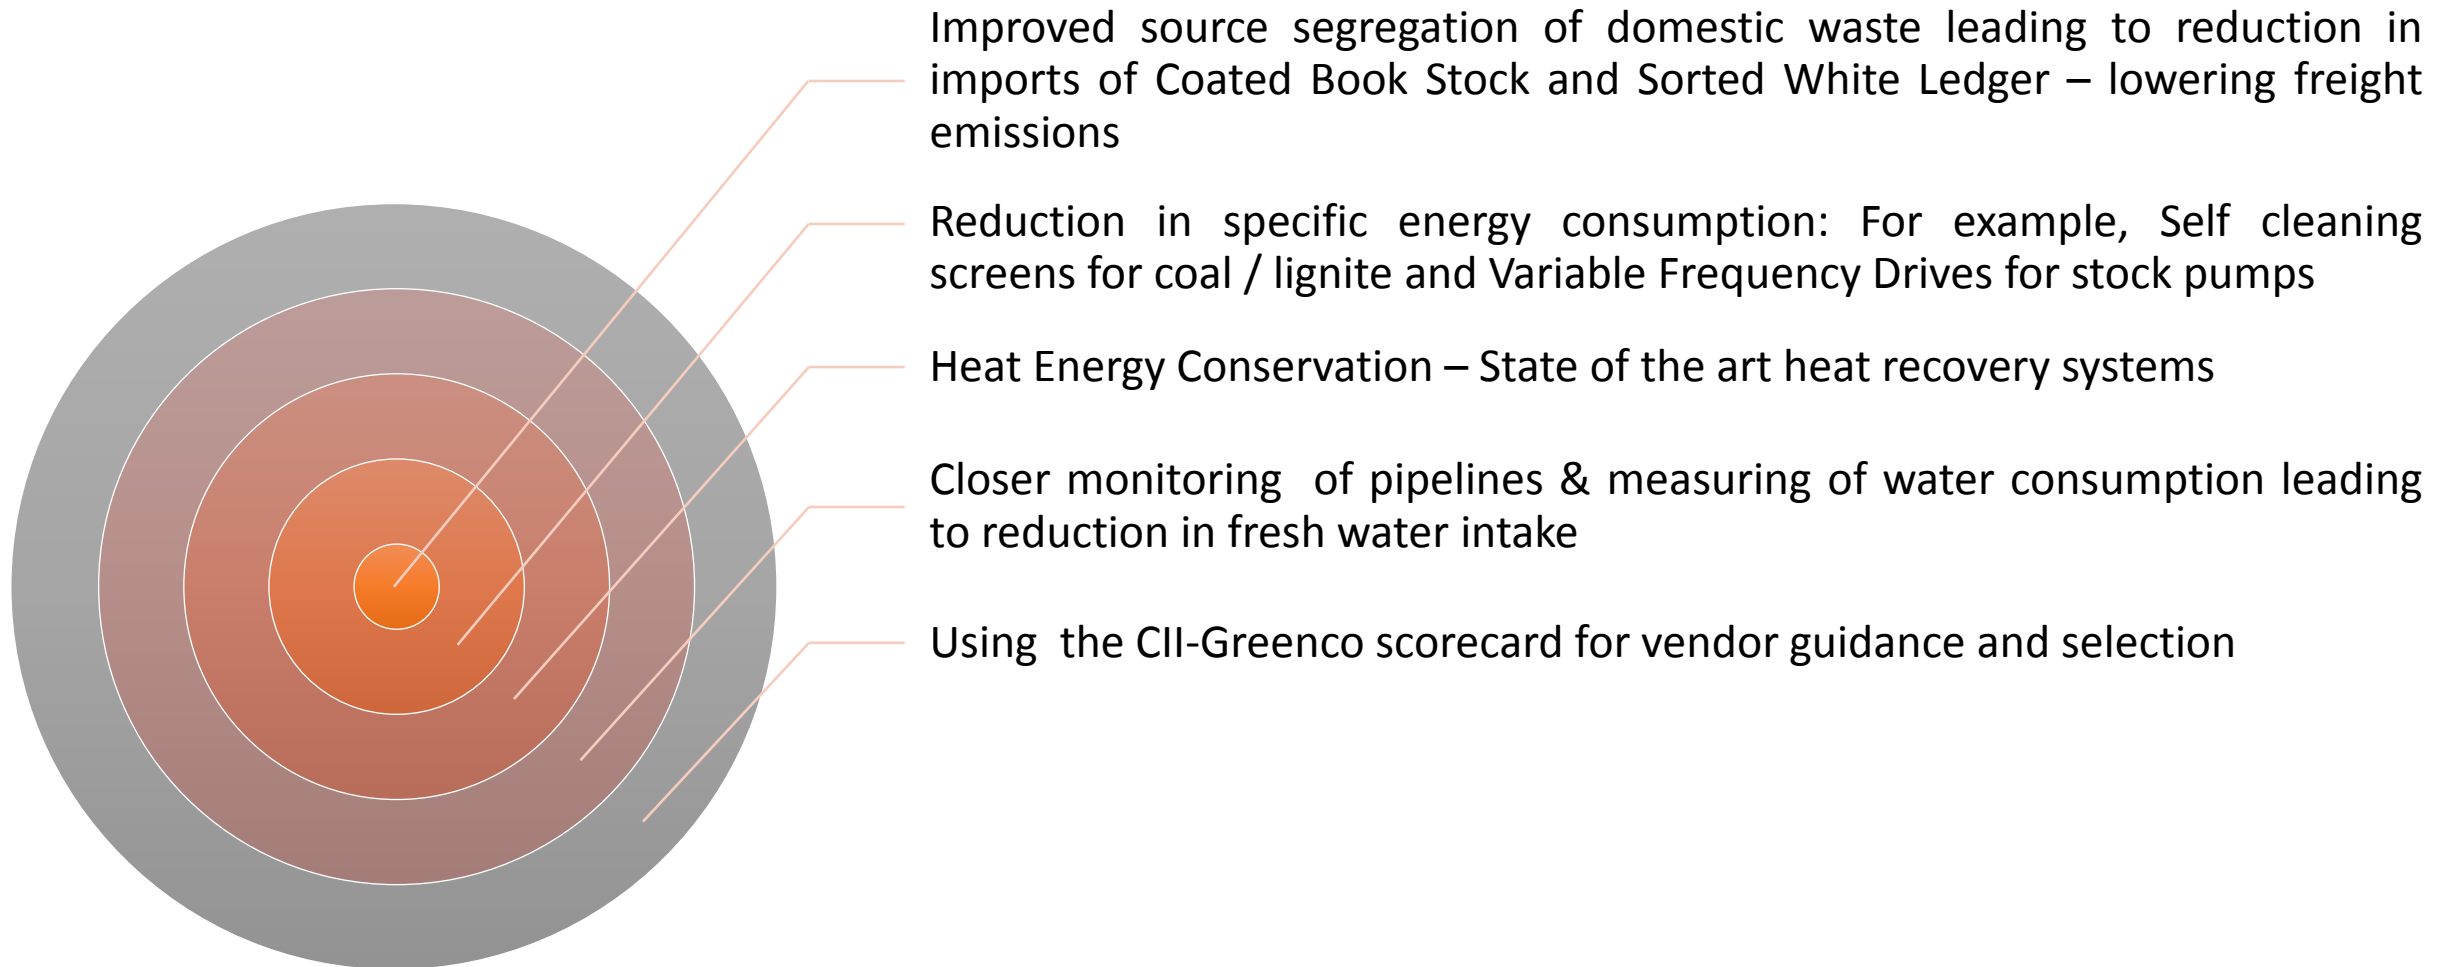 Improved source segregation of domestic waste leading to reduction in
imports of Coated Book Stock and Sorted White Ledger – lowering freight
emissions
Reduction in specific energy consumption: For example, Self cleaning
screens for coal / lignite and Variable Frequency Drives for stock pumps
Heat Energy Conservation – State of the art heat recovery systems
Closer monitoring of pipelines & measuring of water consumption leading
to reduction in fresh water intake
Using the CII-Greenco scorecard for vendor guidance and selection